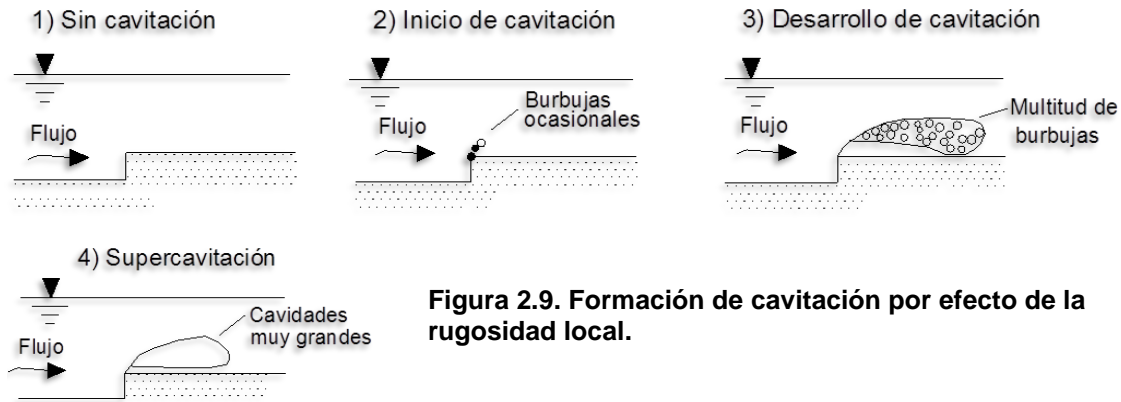 1) Sin cavitación
Flujo
2) Inicio de cavitación
Burbujas
ocasionales
Flujo
3) Desarrollo de cavitación
Multitud de
burbujas
Flujo
4) Supercavitación
Cavidades
muy grandes
Flujo
Figura 2.9. Formación de cavitación por efecto de la
rugosidad local.